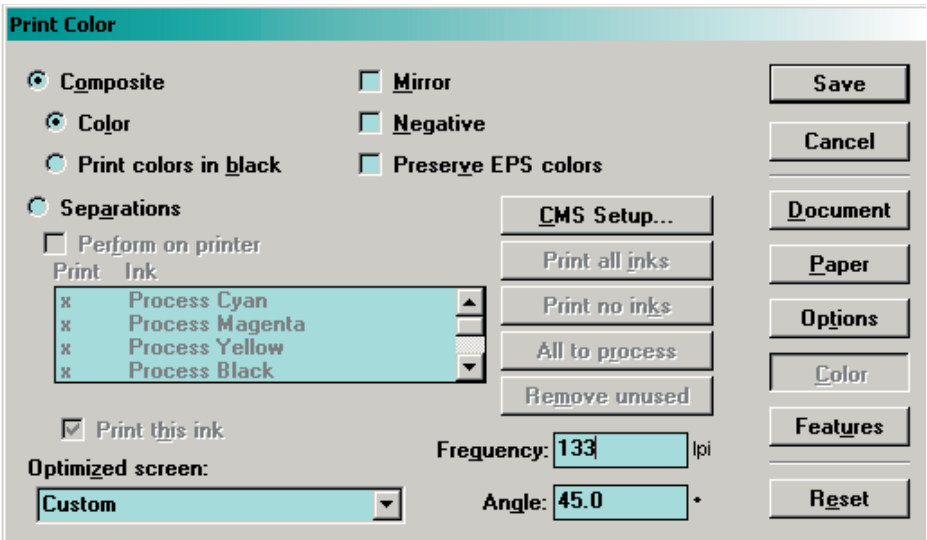 Print Color
Composite
Mirror
Save
Color
Negative
Cancel
Print colors in black
Preserve EPS colors
Separations
CMS Setup...
Document
Perform on printer
Print all inks
Paper
Print Ink
x Process Cyan
x Process Magenta
x Process Yellow
x Process Black
Print no inks
Options
All to process
Color
Remove unused
Print this ink
Features
Frequency: 133 lpi
Optimized screen:
Custom
Angle: 45.0 °
Reset